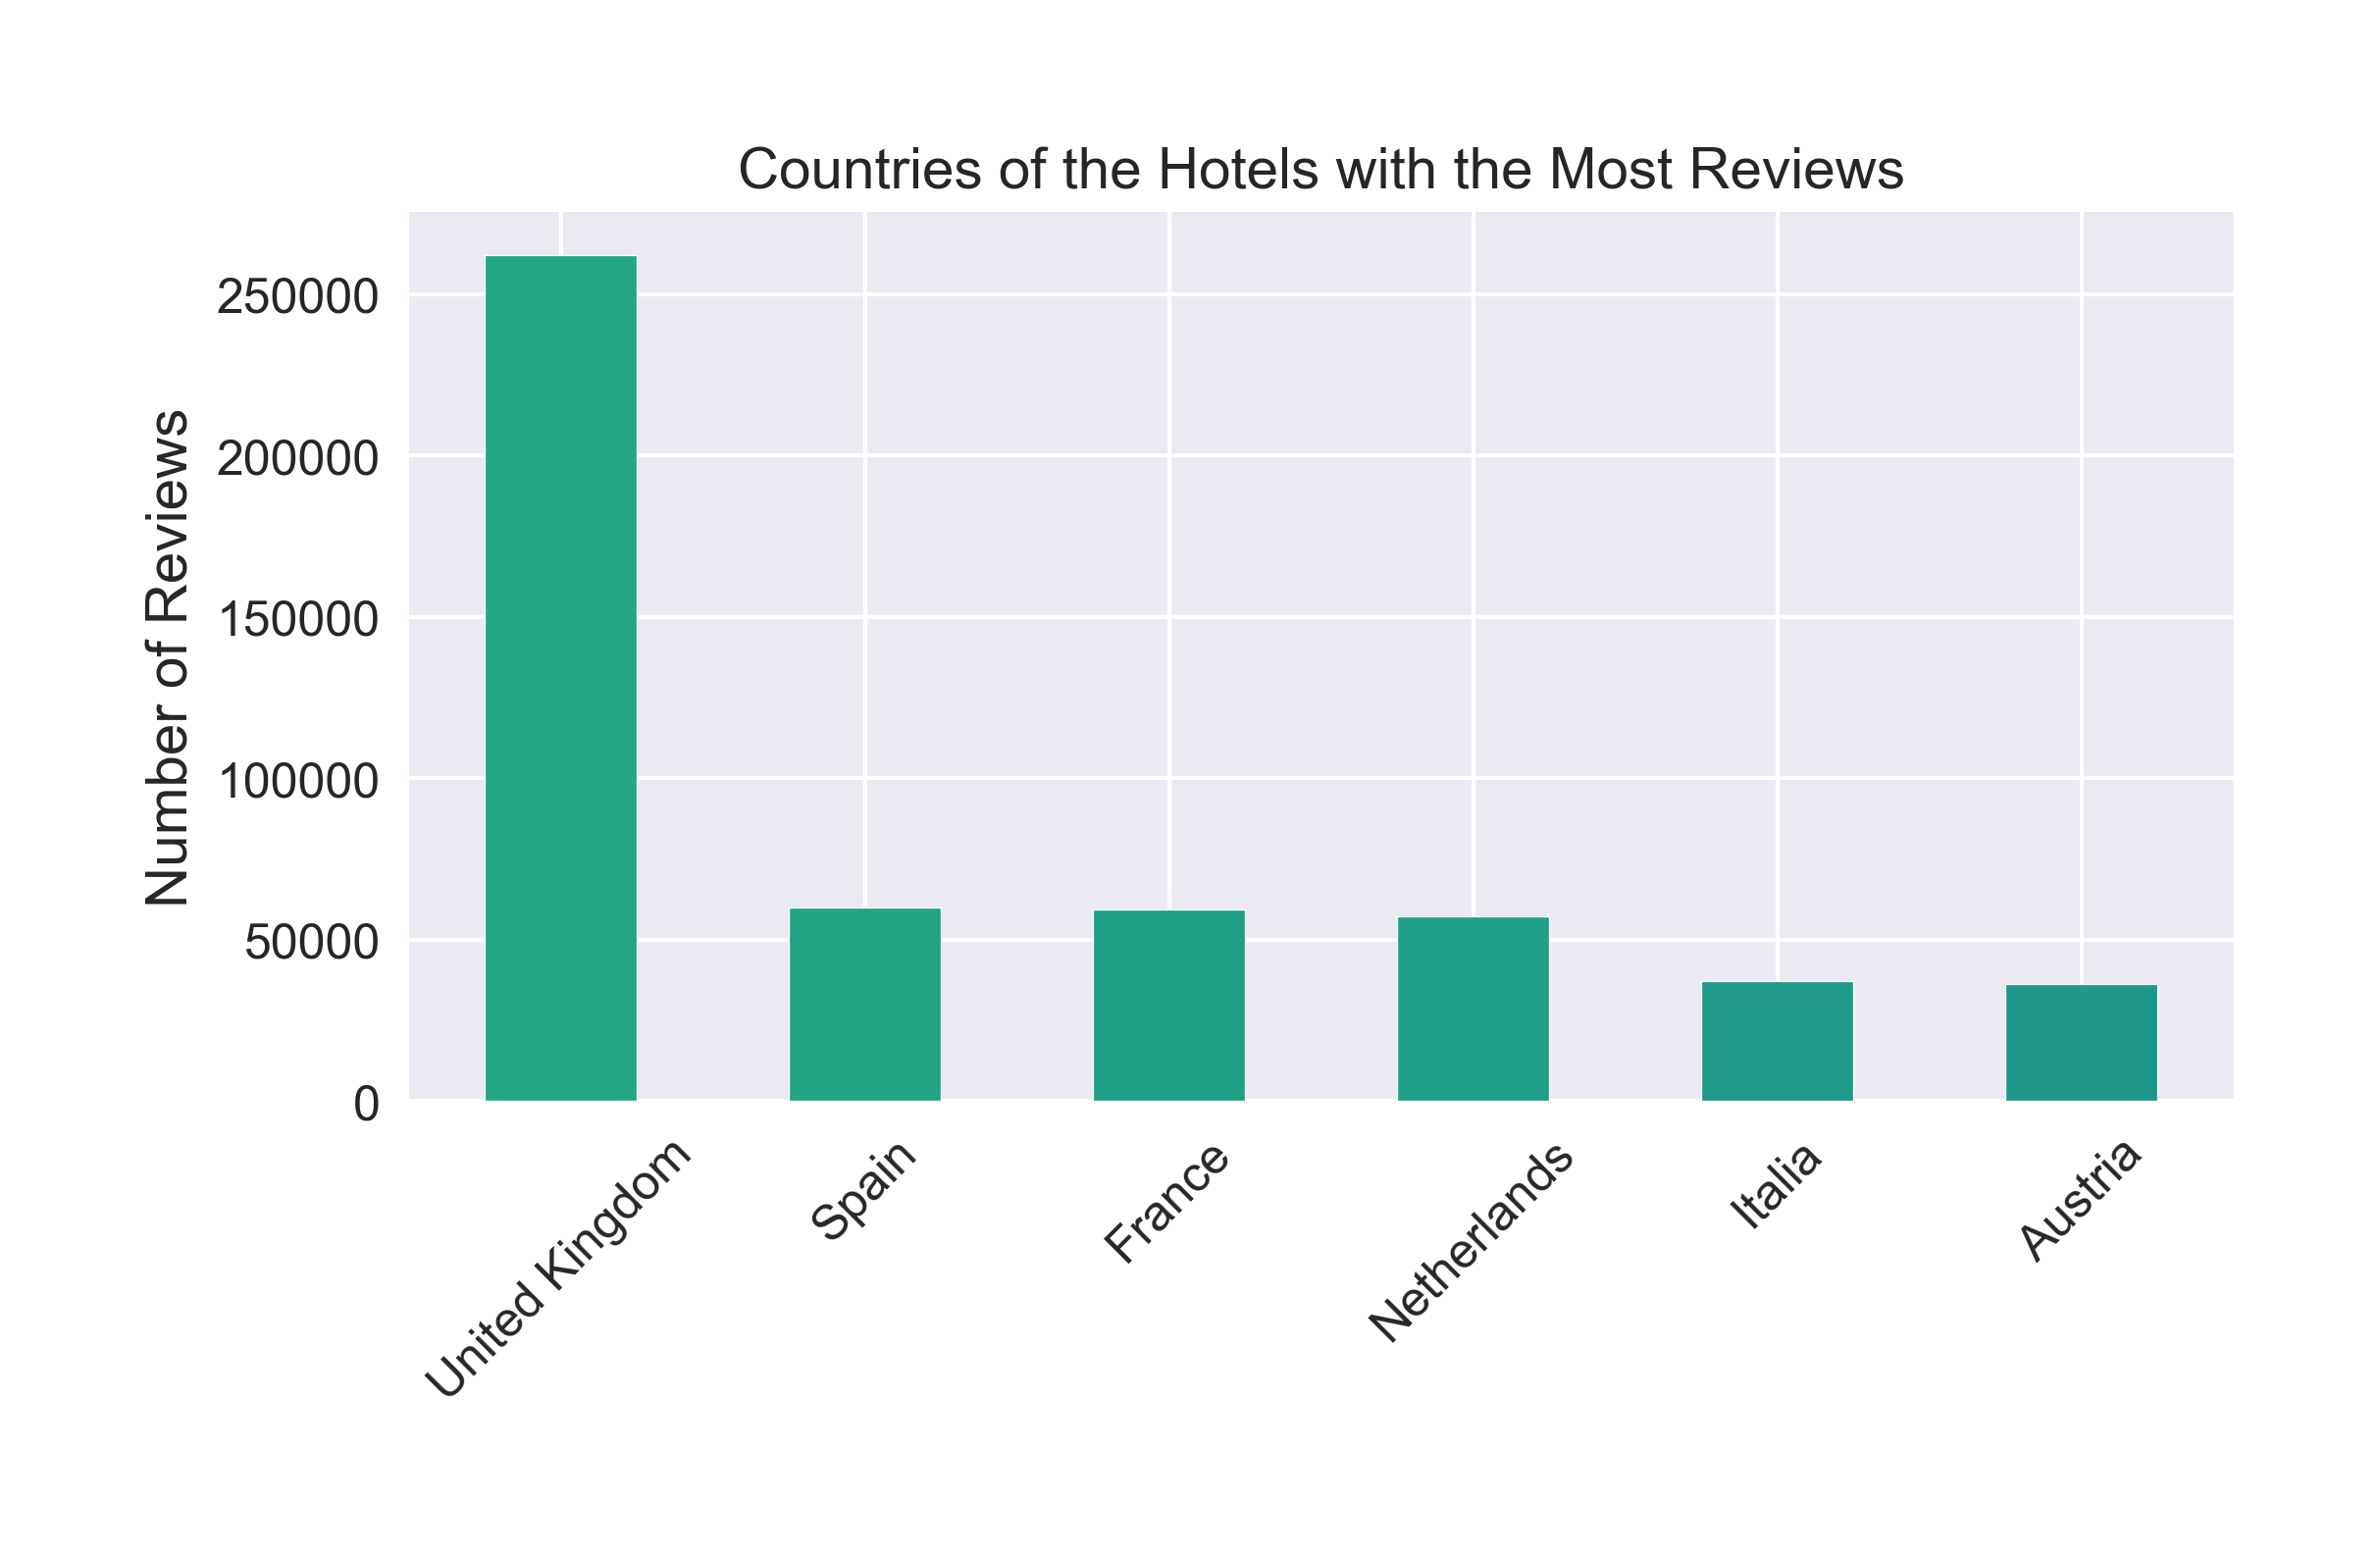 Countries of the Hotels with the Most Reviews
Number of Reviews
250000
200000
150000
100000
50000
0
United Kingdom
Spain
France
Netherlands
Italia
Austria